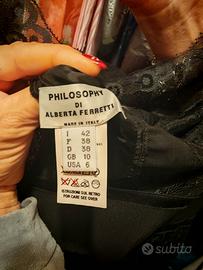 PHILOSOPHY
DI
ALBERTA FERRETTI
MADE IN ITALY
I 42
F 38
D 38
GB 10
USA 6
ISTRUZIONI SUL RETRO
FOR CARE SEE OVER
subito